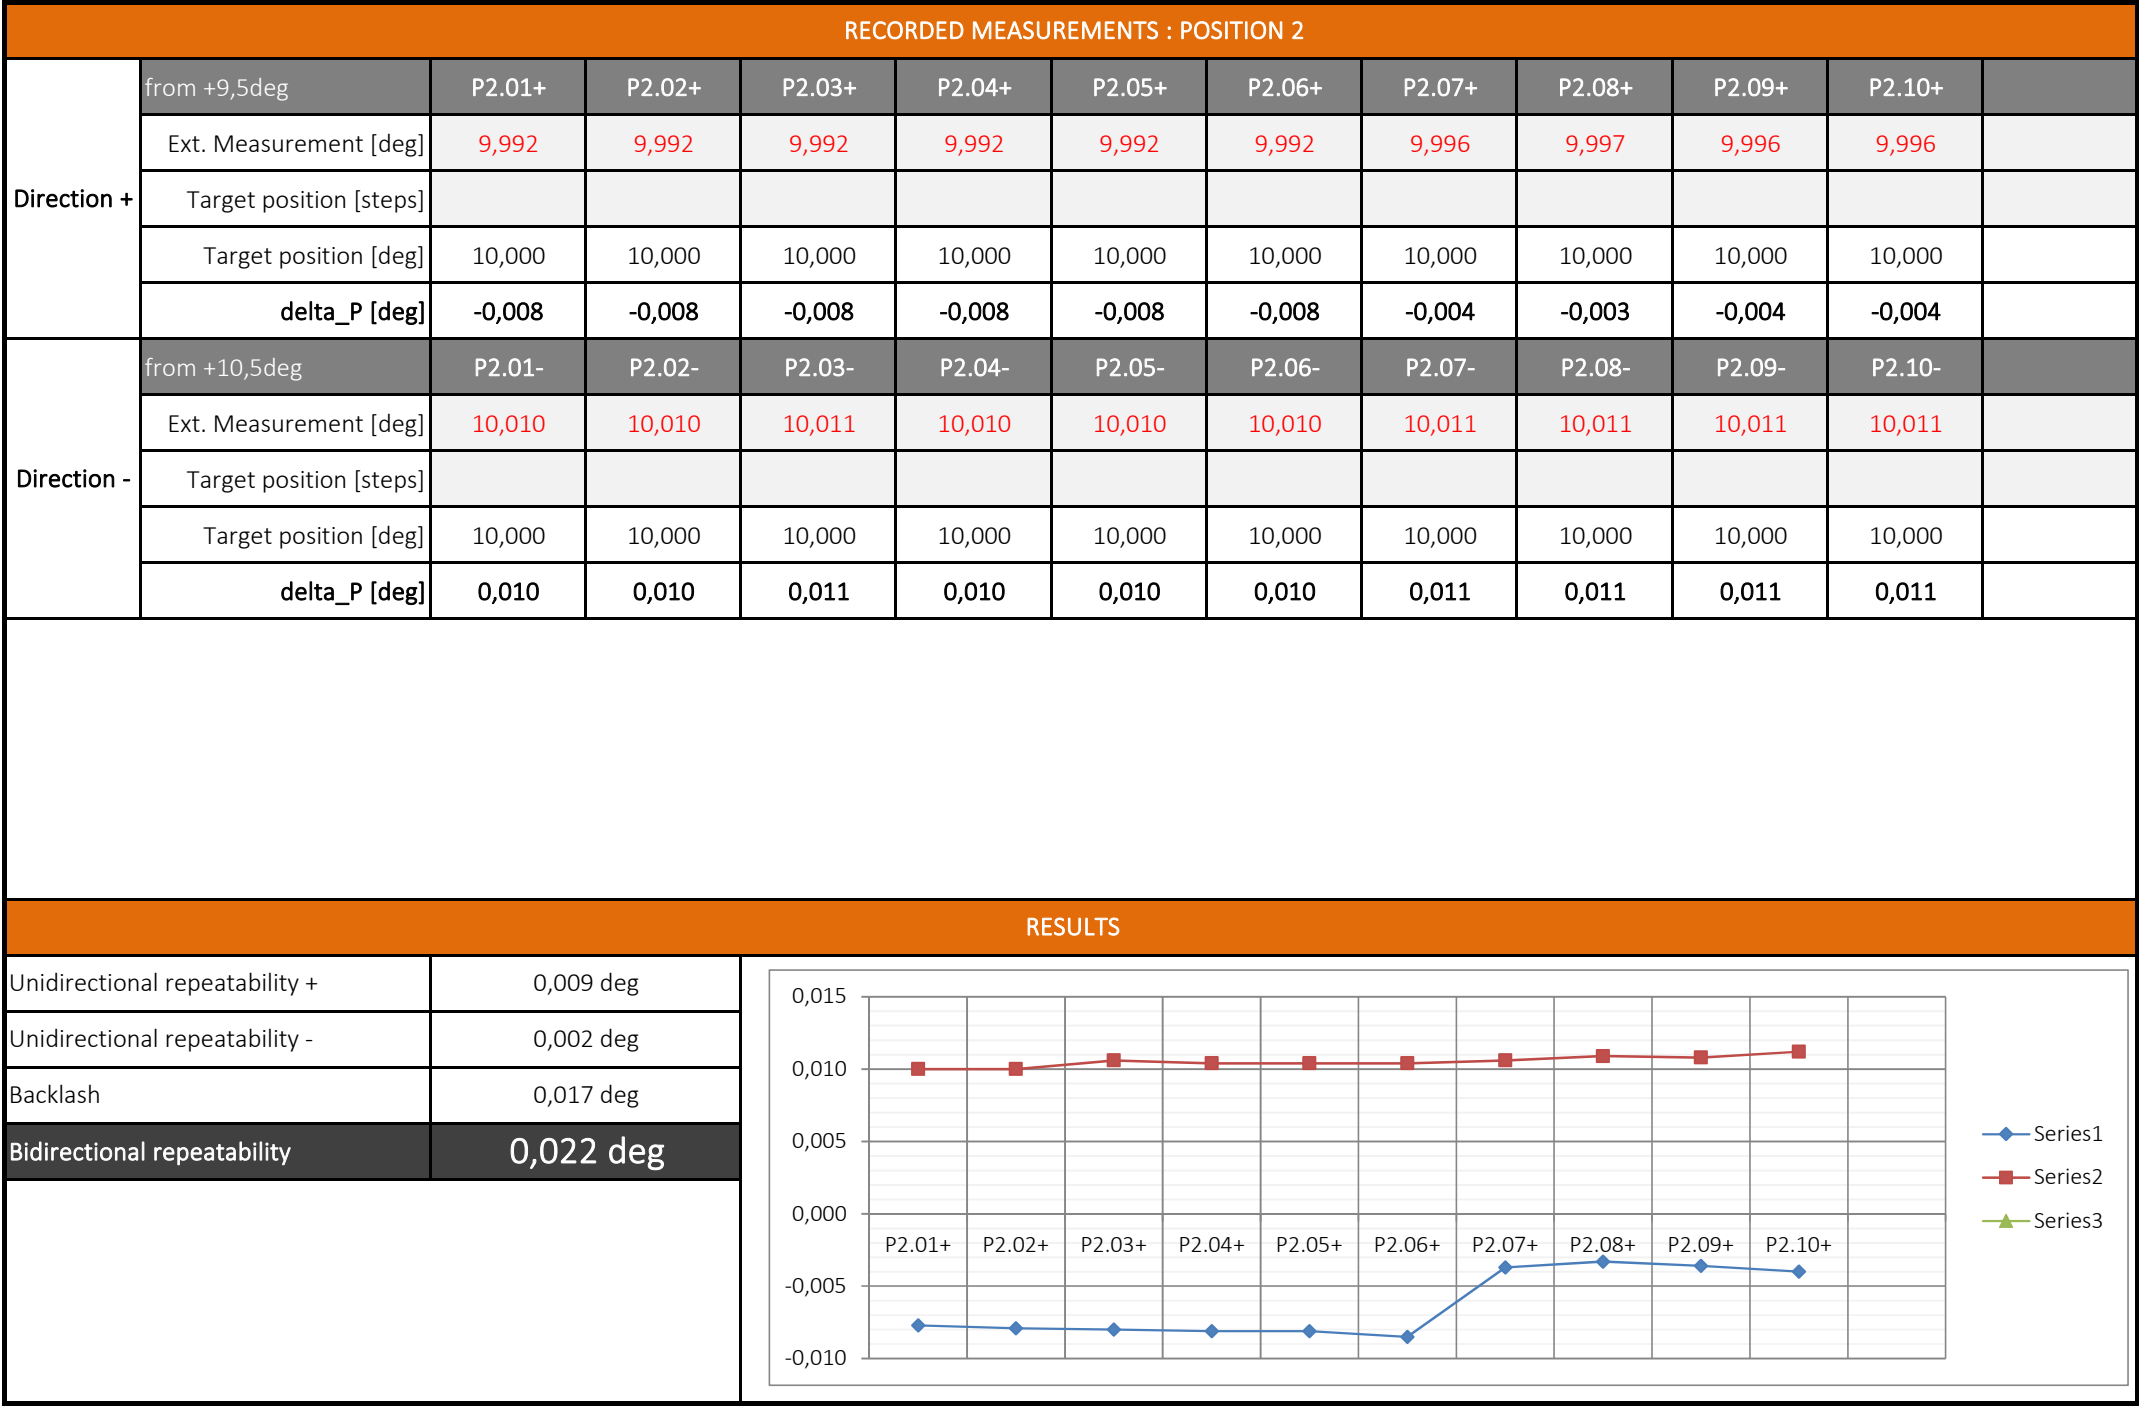 RECORDED MEASUREMENTS : POSITION 2
from +9,5deg P2.01+ P2.02+ P2.03+ P2.04+ P2.05+ P2.06+ P2.07+ P2.08+ P2.09+ P2.10+
Ext. Measurement [deg] 9,992 9,992 9,992 9,992 9,992 9,992 9,996 9,997 9,996 9,996
Direction +
Target position [steps]
Target position [deg] 10,000 10,000 10,000 10,000 10,000 10,000 10,000 10,000 10,000 10,000
delta_P [deg] -0,008 -0,008 -0,008 -0,008 -0,008 -0,008 -0,004 -0,003 -0,004 -0,004
from +10,5deg P2.01- P2.02- P2.03- P2.04- P2.05- P2.06- P2.07- P2.08- P2.09- P2.10-
Ext. Measurement [deg] 10,010 10,010 10,011 10,010 10,010 10,010 10,011 10,011 10,011 10,011
Direction -
Target position [steps]
Target position [deg] 10,000 10,000 10,000 10,000 10,000 10,000 10,000 10,000 10,000 10,000
delta_P [deg] 0,010 0,010 0,011 0,010 0,010 0,010 0,011 0,011 0,011 0,011
RESULTS
Unidirectional repeatability + 0,009 deg
Unidirectional repeatability - 0,002 deg
Backlash 0,017 deg
Bidirectional repeatability 0,022 deg
0,015
0,010
0,005
0,000
-0,005
-0,010
P2.01+ P2.02+ P2.03+ P2.04+ P2.05+ P2.06+ P2.07+ P2.08+ P2.09+ P2.10+
Series1
Series2
Series3